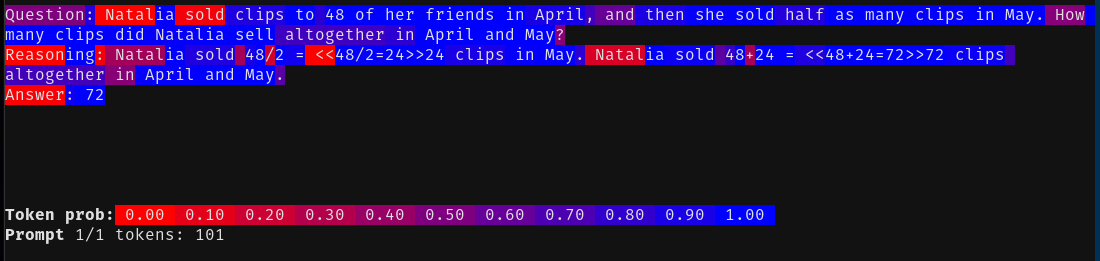 Question: Natalia sold clips to 48 of her friends in April, and then she sold half as many clips in May. How
many clips did Natalia sell altogether in April and May?
Reasoning: Natalia sold 48/2 = <<48/2=24>>24 clips in May. Natalia sold 48+24 = <<48+24=72>>72 clips
altogether in April and May.
Answer: 72
Token prob: 0.00 0.10 0.20 0.30 0.40 0.50 0.60 0.70 0.80 0.90 1.00
Prompt 1/1 tokens: 101